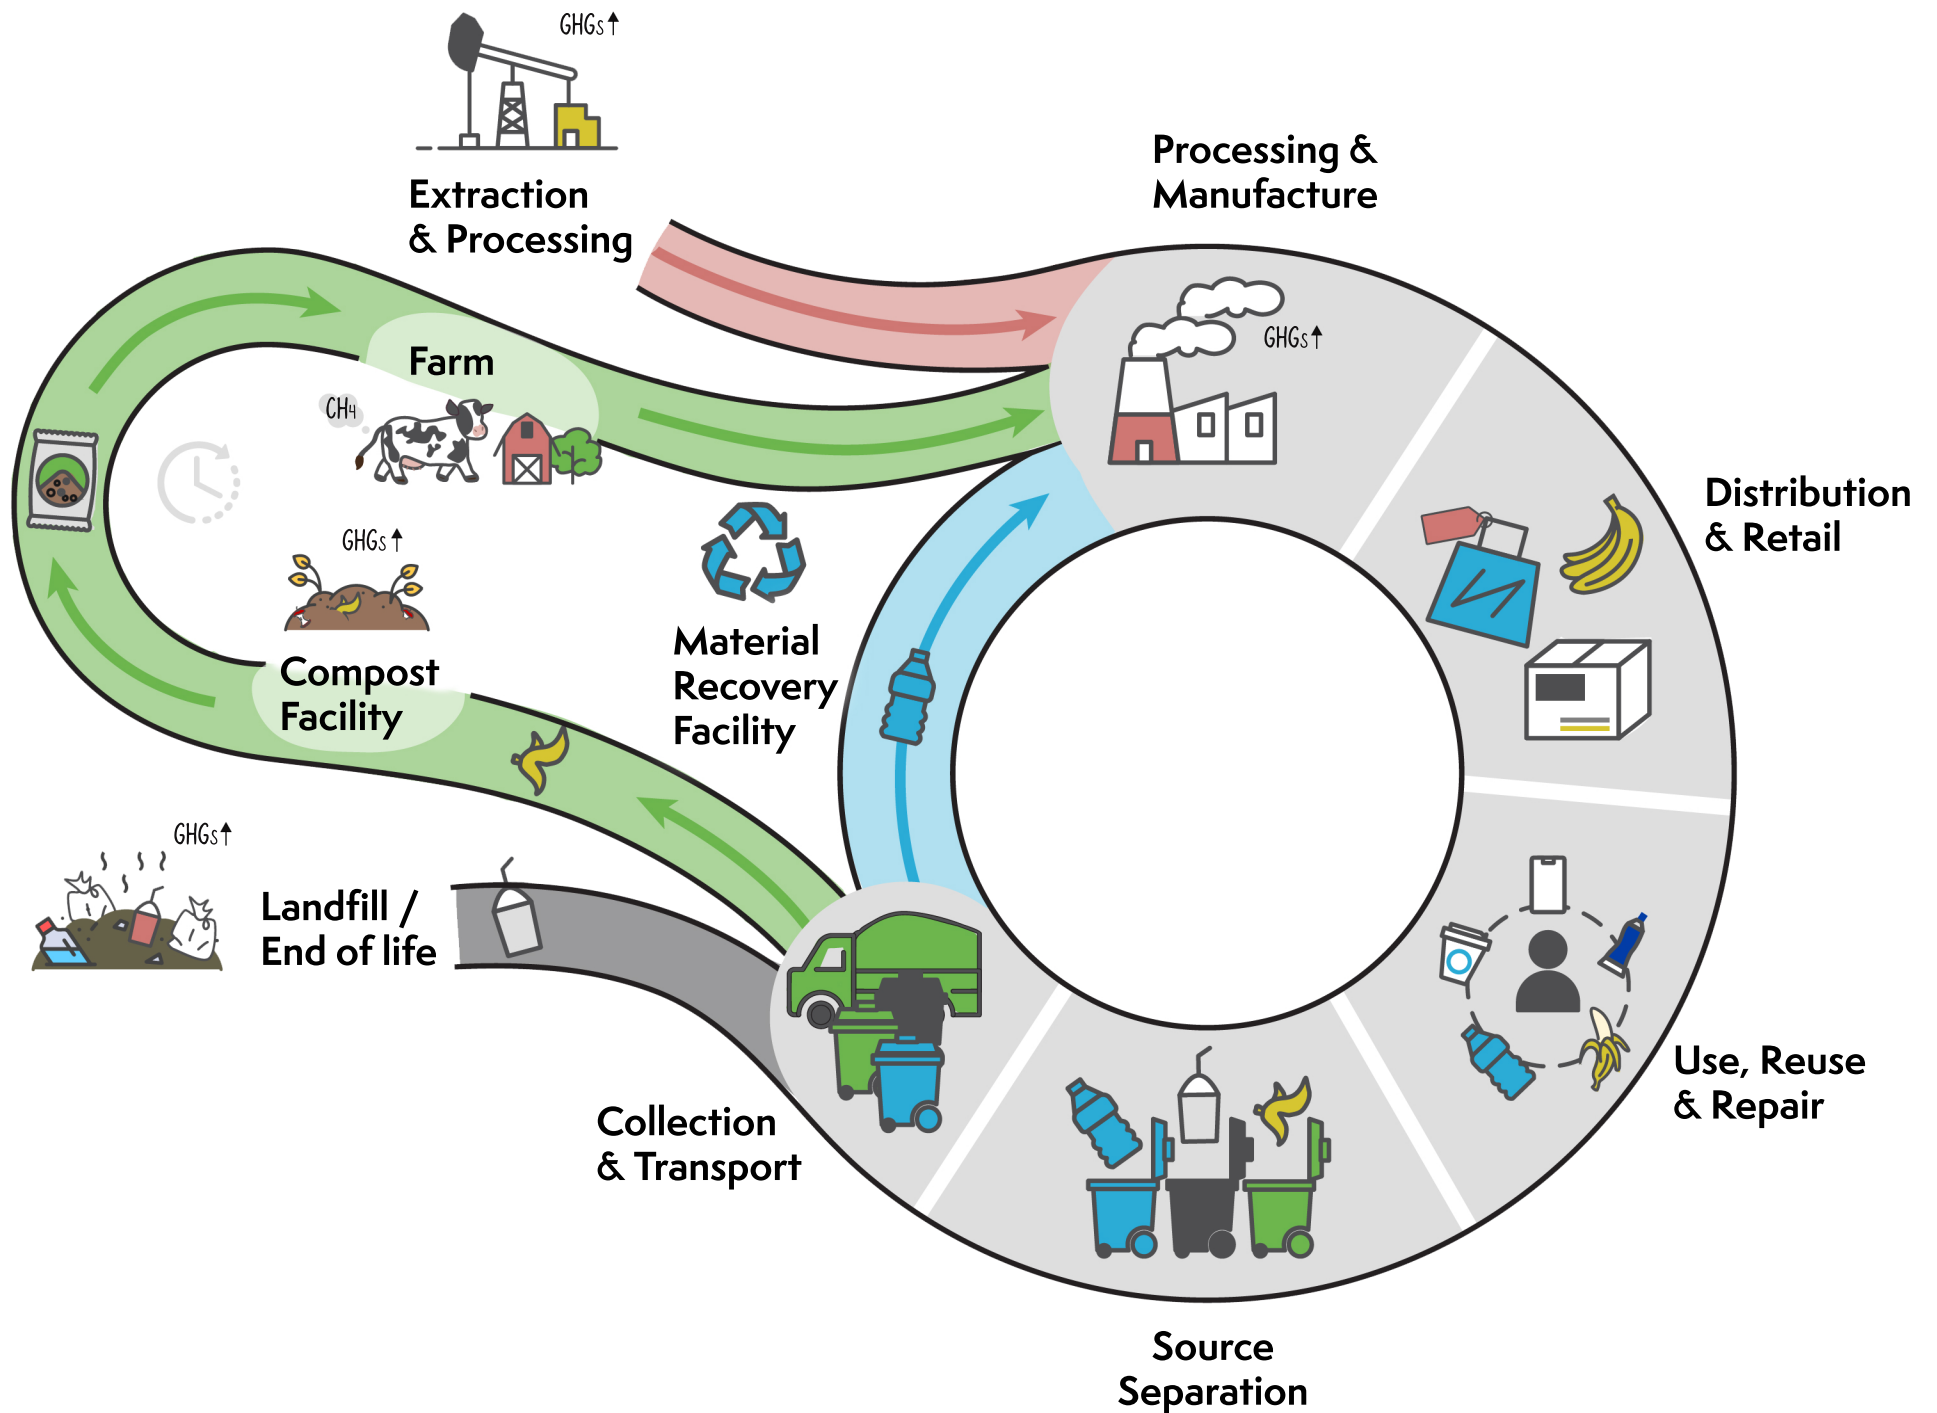 GHGs↑
Extraction
& Processing
Processing &
Manufacture
GHGs↑
Farm
CH4
Distribution
& Retail
GHGs↑
Compost
Facility
Material
Recovery
Facility
GHGs↑
Landfill /
End of life
Use, Reuse
& Repair
Collection
& Transport
Source
Separation